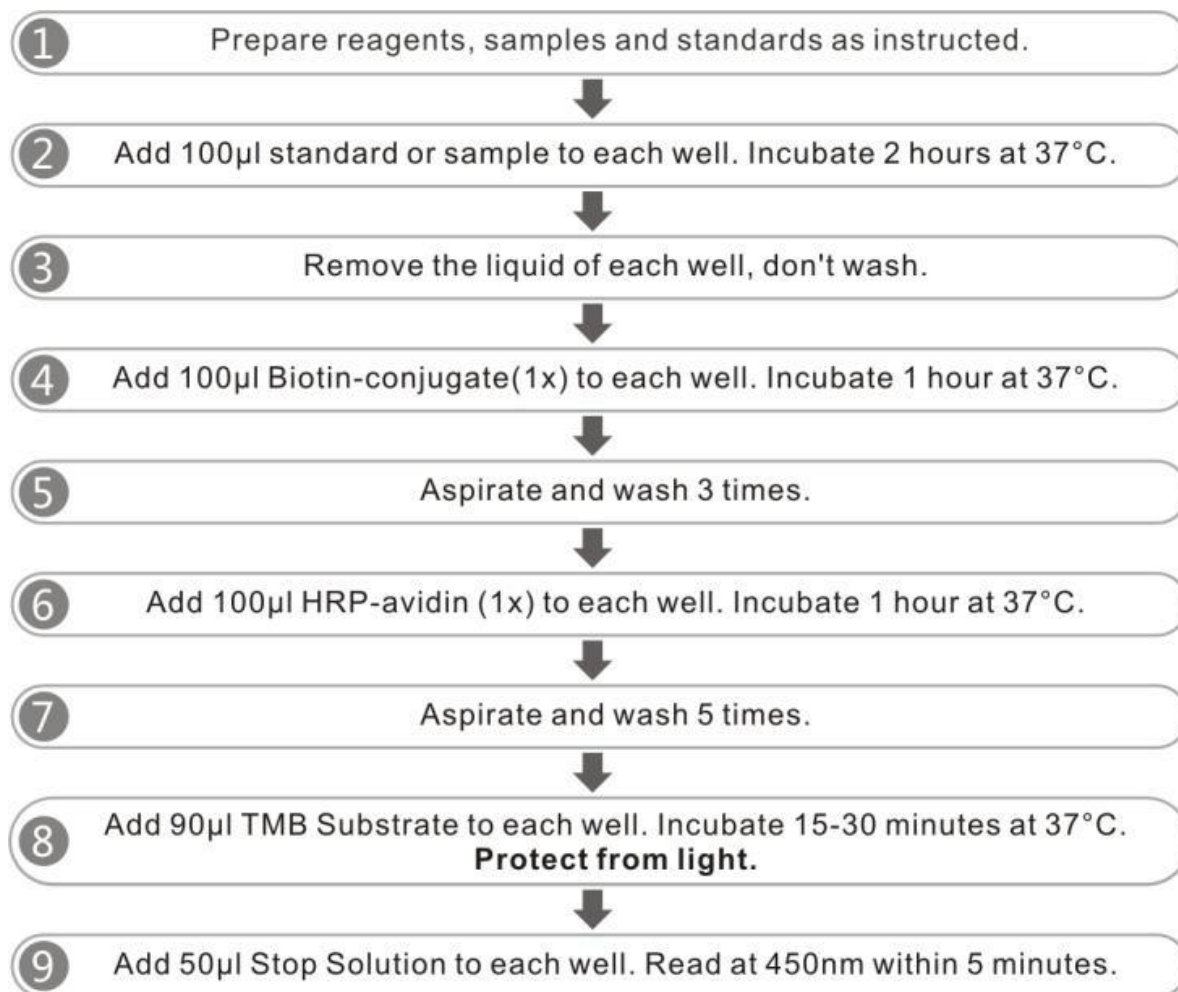 1 Prepare reagents, samples and standards as instructed.
2 Add 100μl standard or sample to each well. Incubate 2 hours at 37°C.
3 Remove the liquid of each well, don't wash.
4 Add 100μl Biotin-conjugate(1x) to each well. Incubate 1 hour at 37°C.
5 Aspirate and wash 3 times.
6 Add 100μl HRP-avidin (1x) to each well. Incubate 1 hour at 37°C.
7 Aspirate and wash 5 times.
8 Add 90μl TMB Substrate to each well. Incubate 15-30 minutes at 37°C.
Protect from light.
9 Add 50μl Stop Solution to each well. Read at 450nm within 5 minutes.